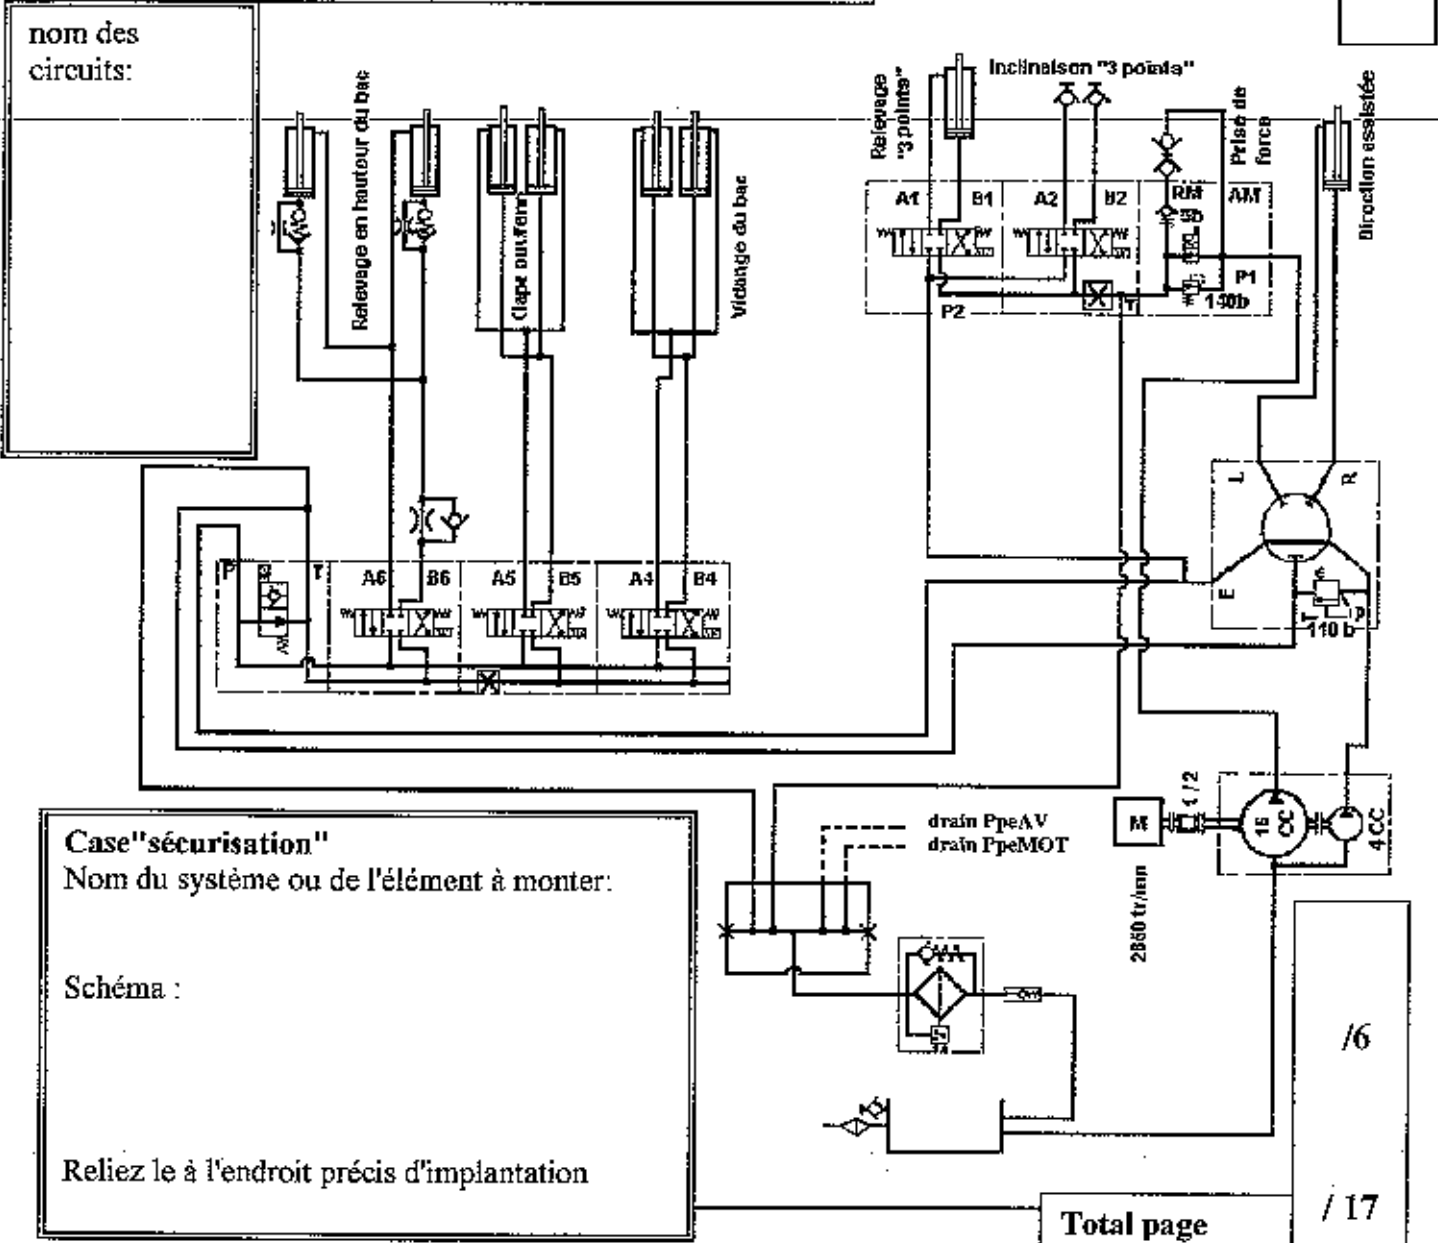 nom des
circuits:
Relevage en hauteur du bac
Clape ouv/ferm
Vidange du bac
Relevage
"3 points"
Inclinaison "3 points"
Prise de
force
Direction assistée
A1
B1
A2
B2
RM
AM
P1
140b
T
P2
L
R
E
P
110 b
P
T
A6
B6
A5
B5
A4
B4
M
1/2
16
CC
4 CC
2860 tr/mn
drain PpeAV
drain PpeMOT
Case"sécurisation"
Nom du système ou de l'élément à monter:
Schéma :
Reliez le à l'endroit précis d'implantation
/6
/ 17
Total page